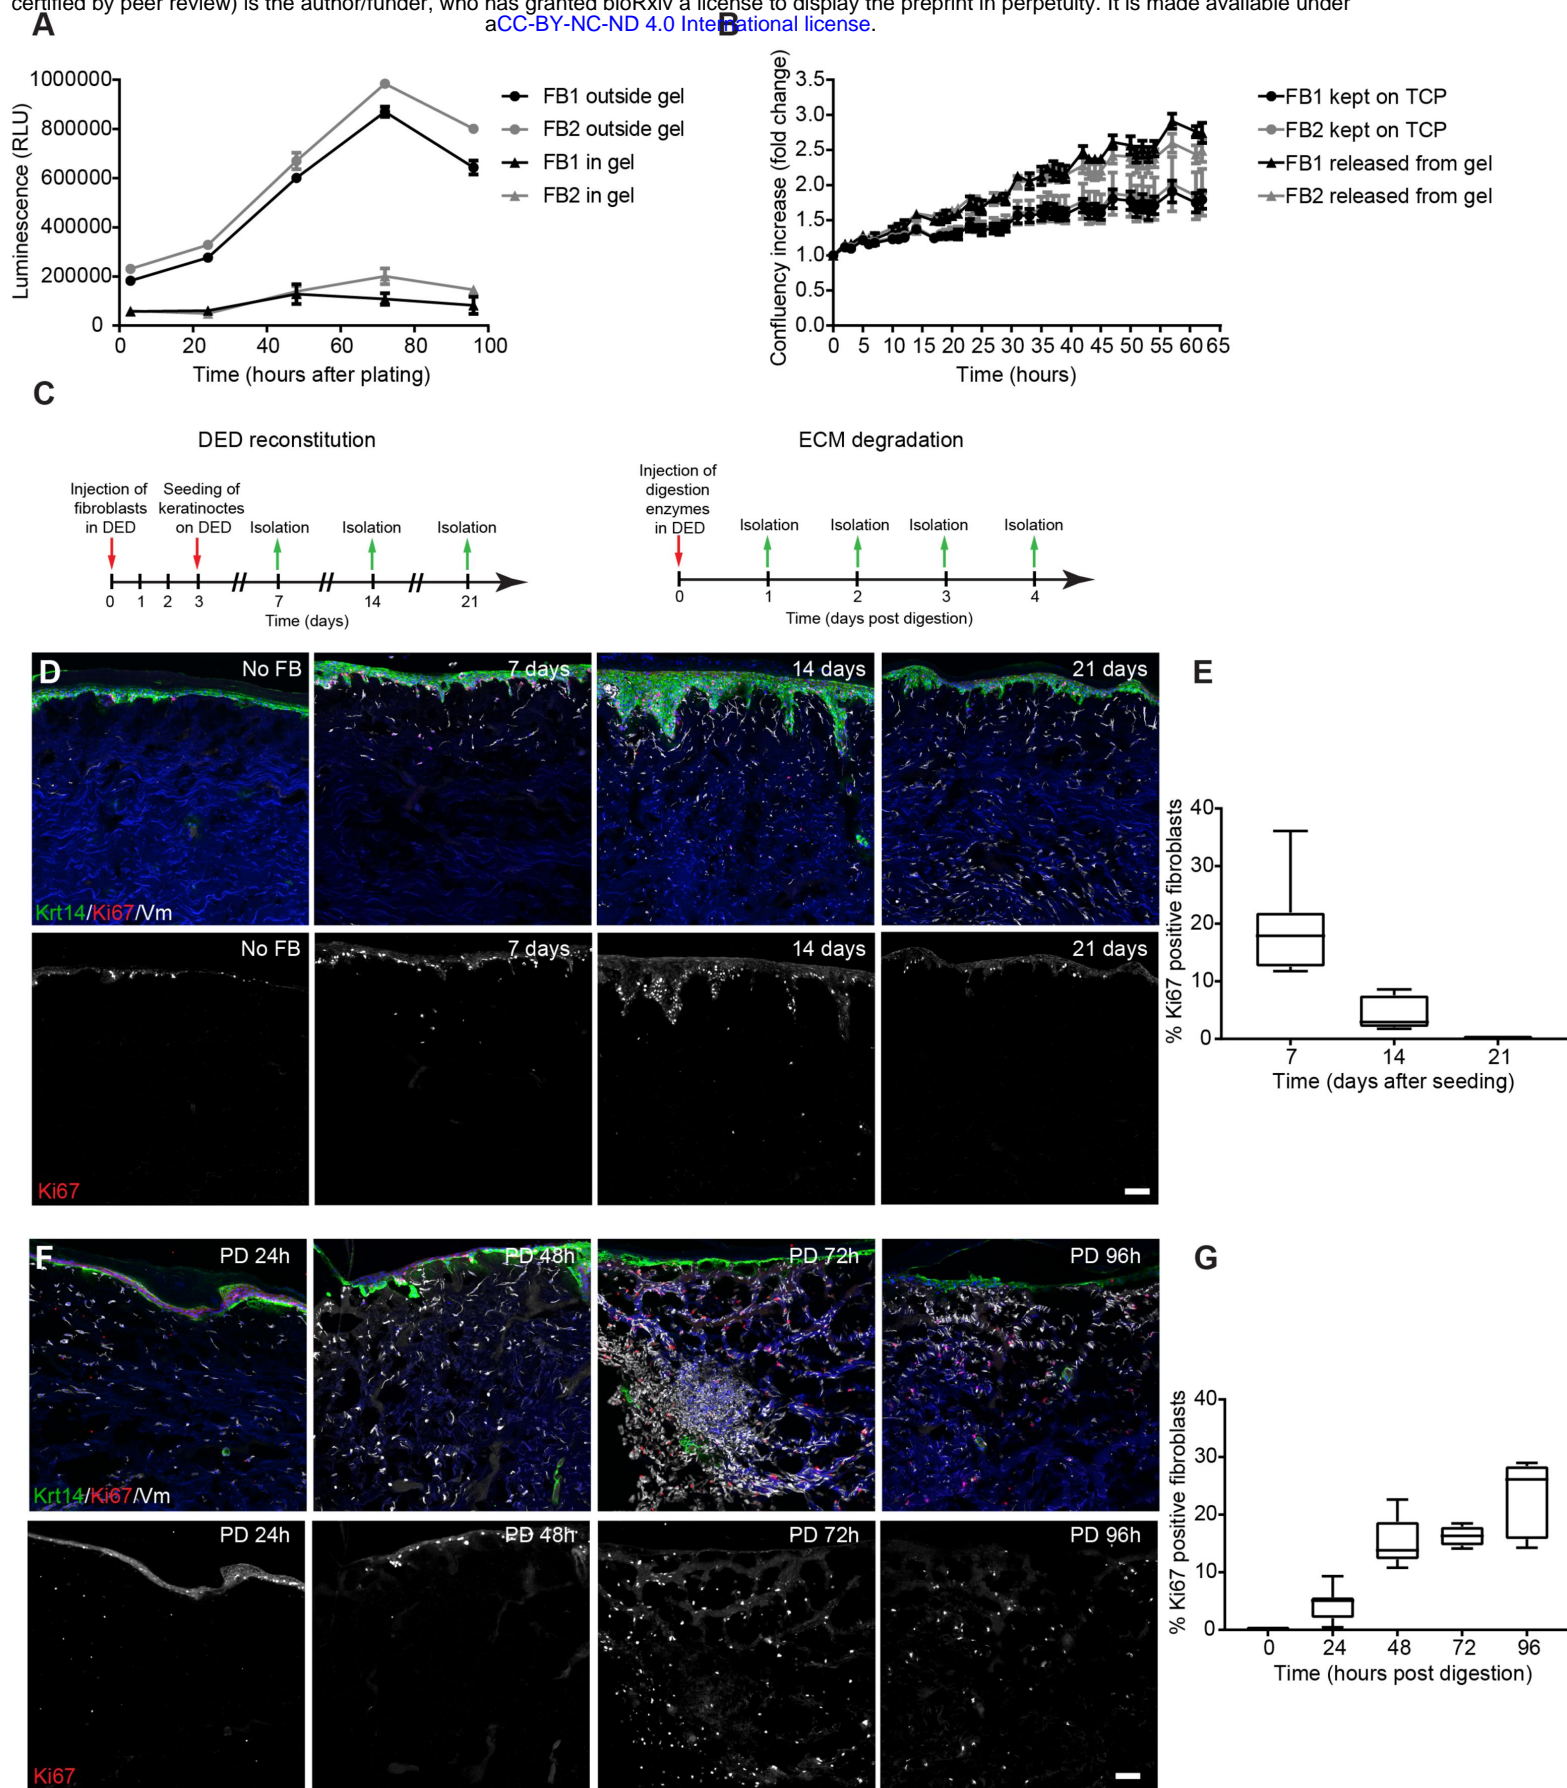 certified by peer review) is the author/funder, who has granted bioRxiv a license to display the preprint in perpetuity. It is made available under
aCC-BY-NC-ND 4.0 International license.
A
Luminescence (RLU)
1000000
800000
600000
400000
200000
0
0 20 40 60 80 100
Time (hours after plating)
FB1 outside gel
FB2 outside gel
FB1 in gel
FB2 in gel
B
Confluency increase (fold change)
3.5
3.0
2.5
2.0
1.5
1.0
0.5
0.0
0 5 10 15 20 25 30 35 40 45 50 55 60 65
Time (hours)
FB1 kept on TCP
FB2 kept on TCP
FB1 released from gel
FB2 released from gel
C
DED reconstitution
Injection of
fibroblasts
in DED
Seeding of
keratinoctes
on DED
Isolation
Isolation
Isolation
0 1 2 3 7 14 21
Time (days)
ECM degradation
Injection of
digestion
enzymes
in DED
Isolation
Isolation
Isolation
Isolation
0 1 2 3 4
Time (days post digestion)
D
No FB
7 days
14 days
21 days
Krt14/Ki67/Vm
No FB
7 days
14 days
21 days
Ki67
E
% Ki67 positive fibroblasts
40
30
20
10
0
7 14 21
Time (days after seeding)
F
PD 24h
PD 48h
PD 72h
PD 96h
Krt14/Ki67/Vm
PD 24h
PD 48h
PD 72h
PD 96h
Ki67
G
% Ki67 positive fibroblasts
40
30
20
10
0
0 24 48 72 96
Time (hours post digestion)